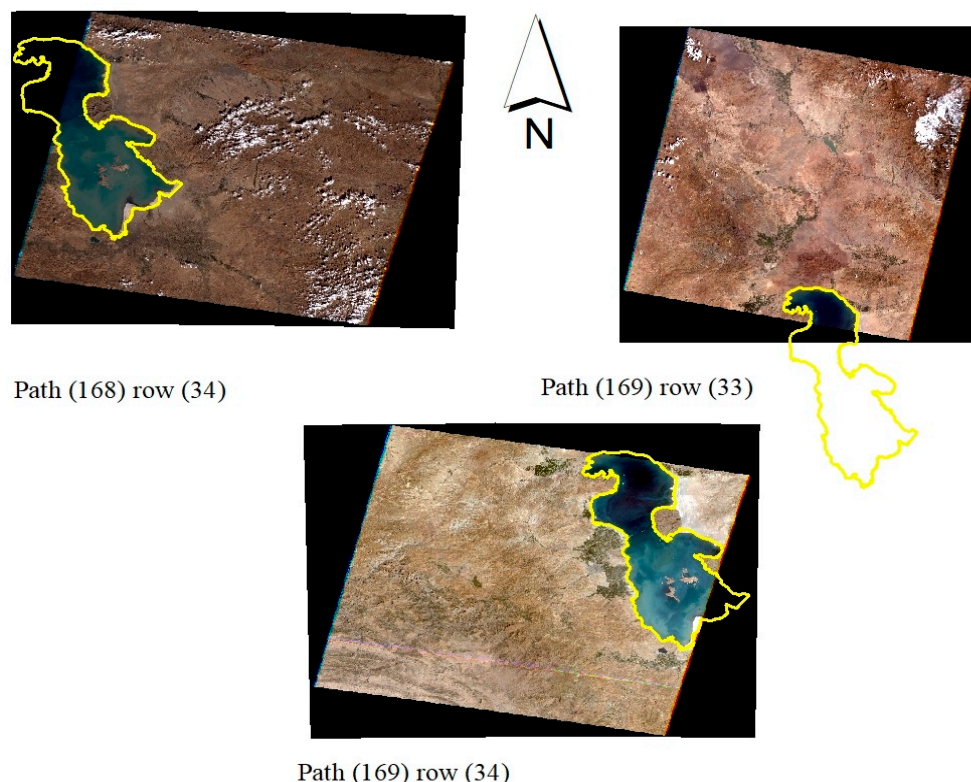 N
Path (168) row (34)
Path (169) row (33)
Path (169) row (34)